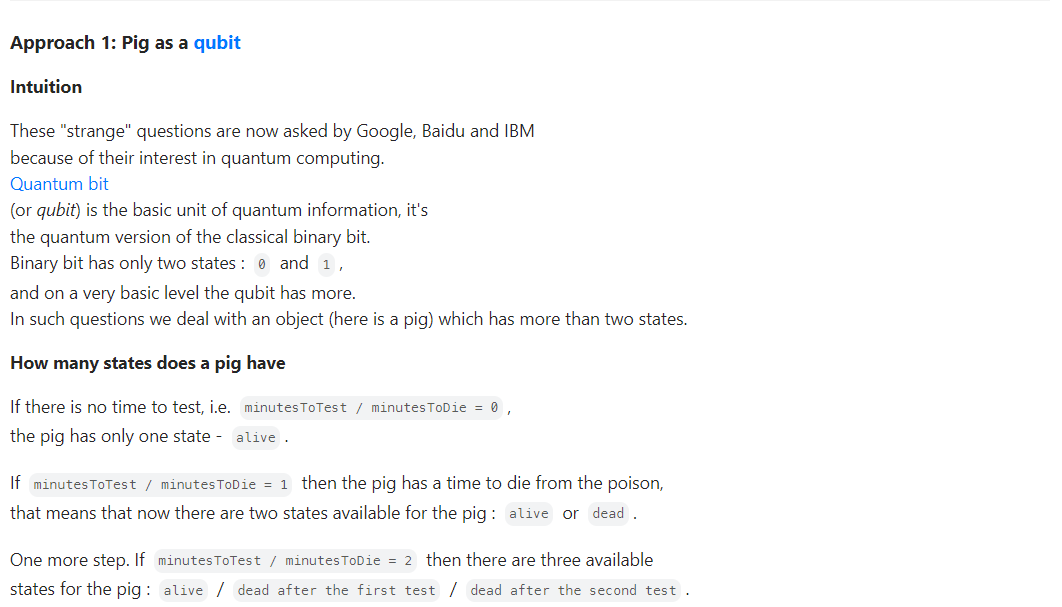 Approach 1: Pig as a qubit
Intuition
These "strange" questions are now asked by Google, Baidu and IBM
because of their interest in quantum computing.
Quantum bit
(or qubit) is the basic unit of quantum information, it's
the quantum version of the classical binary bit.
Binary bit has only two states : 0 and 1 ,
and on a very basic level the qubit has more.
In such questions we deal with an object (here is a pig) which has more than two states.
How many states does a pig have
If there is no time to test, i.e. minutesToTest / minutesToDie = 0 ,
the pig has only one state - alive .
If minutesToTest / minutesToDie = 1 then the pig has a time to die from the poison,
that means that now there are two states available for the pig : alive or dead .
One more step. If minutesToTest / minutesToDie = 2 then there are three available
states for the pig : alive / dead after the first test / dead after the second test .